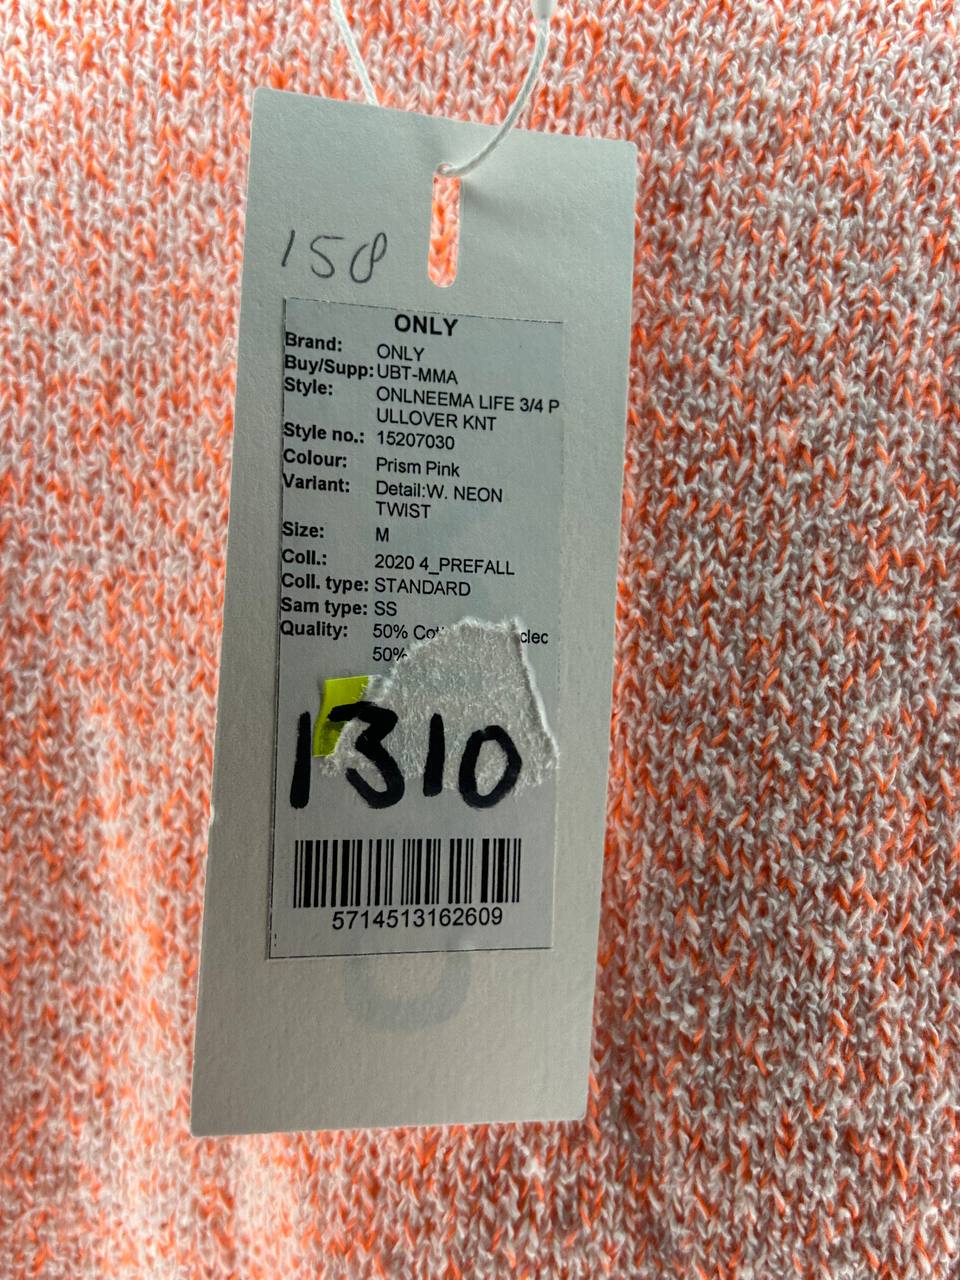 158
ONLY
Brand: ONLY
Buy/Supp: UBT-MMA
Style: ONLNEEMA LIFE 3/4 P
ULLOVER KNT
Style no.: 15207030
Colour: Prism Pink
Variant: Detail:W. NEON
TWIST
Size: M
Coll.: 2020 4_PREFALL
Coll. type: STANDARD
Sam type: SS
Quality: 50%
50%
1310
5714513162609